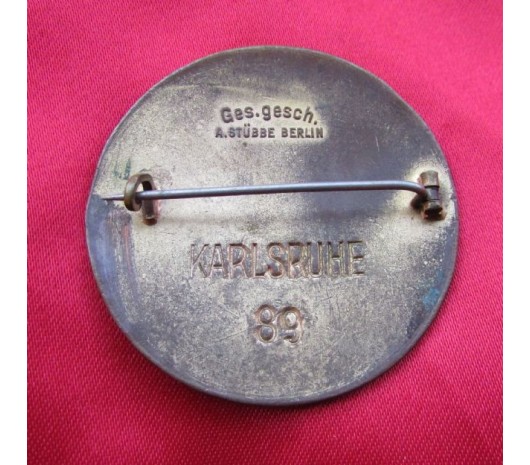 Ges.gesch.
A.STÜBBE BERLIN
KARLSRUHE
89